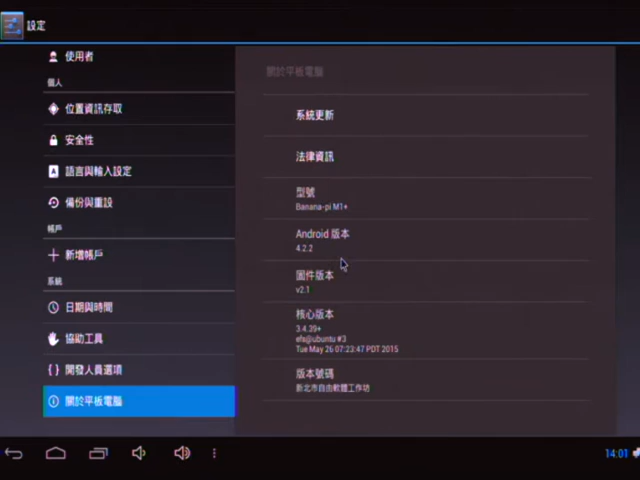 設定
使用者
個人
位置資訊存取
安全性
語言與輸入設定
備份與重設
帳戶
新增帳戶
系統
日期與時間
協助工具
開發人員選項
關於平板電腦
關於平板電腦
系統更新
法律資訊
型號
Banana-pi M1+
Android 版本
4.2.2
固件版本
v2.1
核心版本
3.4.39+
efs@ubuntu #3
Tue May 26 07:23:47 PDT 2015
版本號碼
新北市自由軟體工作坊
14:01